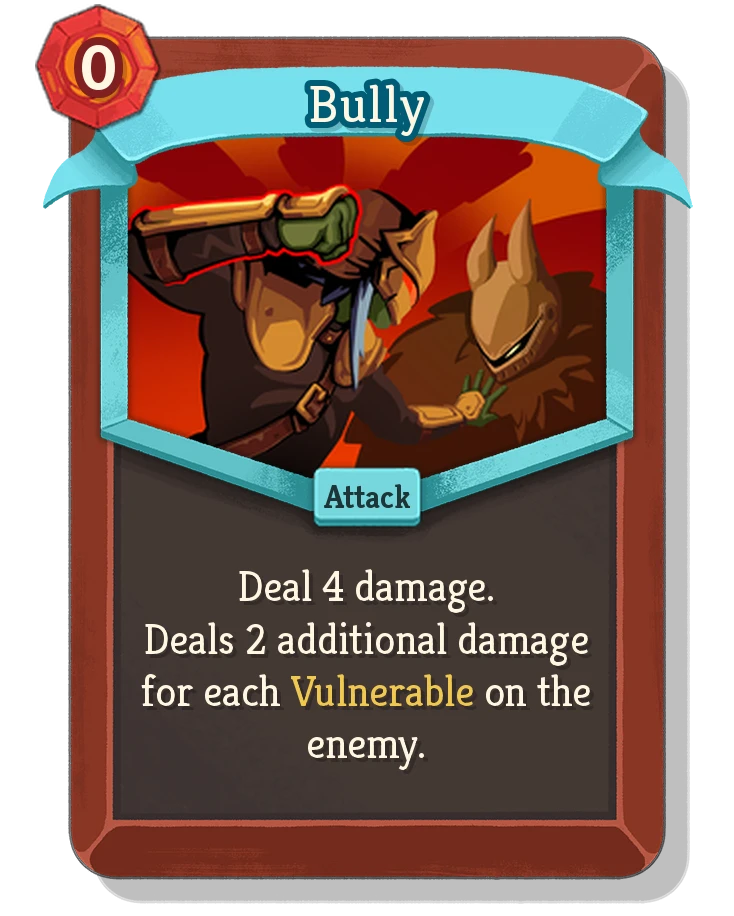 0
Bully
Attack
Deal 4 damage.
Deals 2 additional damage
for each Vulnerable on the
enemy.